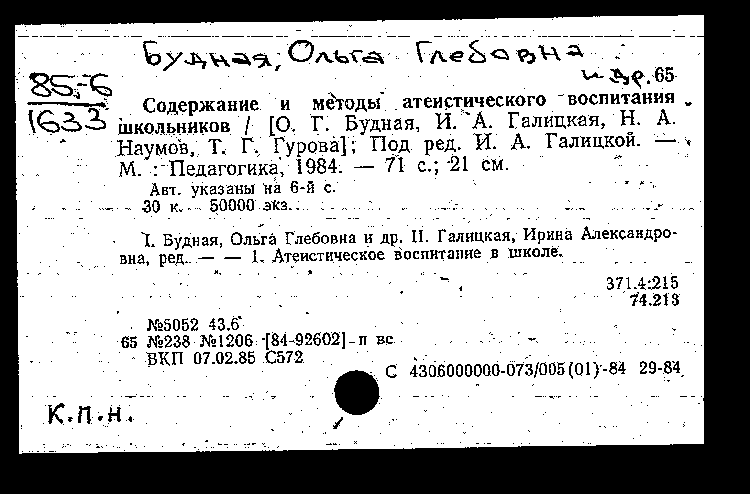 Будная, Ольга Глебовна
и др. 65
85-6
1633
Содержание и методы атеистического воспитания
школьников / [О. Г. Будная, И. А. Галицкая, Н. А.
Наумов, Т. Г. Гурова]; Под ред. И. А. Галицкой. —
М. : Педагогика, 1984. — 71 с.; 21 см.
Авт. указаны на 6-й с.
30 к. 50000 экз.
I. Будная, Ольга Глебовна и др. II. Галицкая, Ирина Александро-
вна, ред. — — 1. Атеистическое воспитание в школе.
371.4:215
74.213
№5052 43.6
65 №238 №1206 [84-92602]-п вс
ВКП 07.02.85 С572
С 4306000000-073/005(01)-84 29-84
К.П.Н.